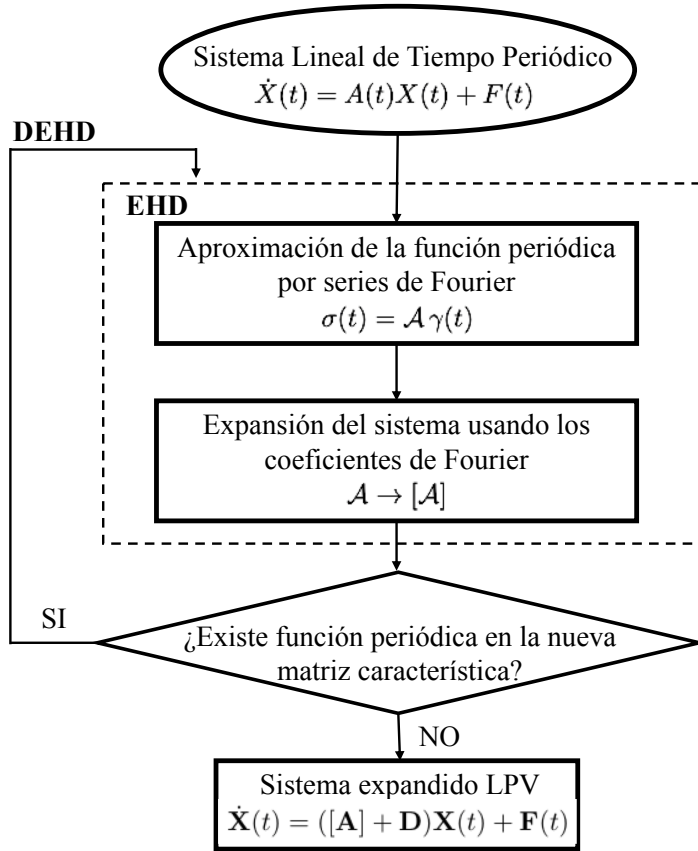 Sistema Lineal de Tiempo Periódico
Ẋ(t) = A(t)X(t) + F(t)
DEHD
EHD
Aproximación de la función periódica
por series de Fourier
σ(t) = 𝒜 γ(t)
Expansión del sistema usando los
coeficientes de Fourier
𝒜 → [𝒜]
SI
¿Existe función periódica en la nueva
matriz característica?
NO
Sistema expandido LPV
Ẋ(t) = ([A] + D)X(t) + F(t)